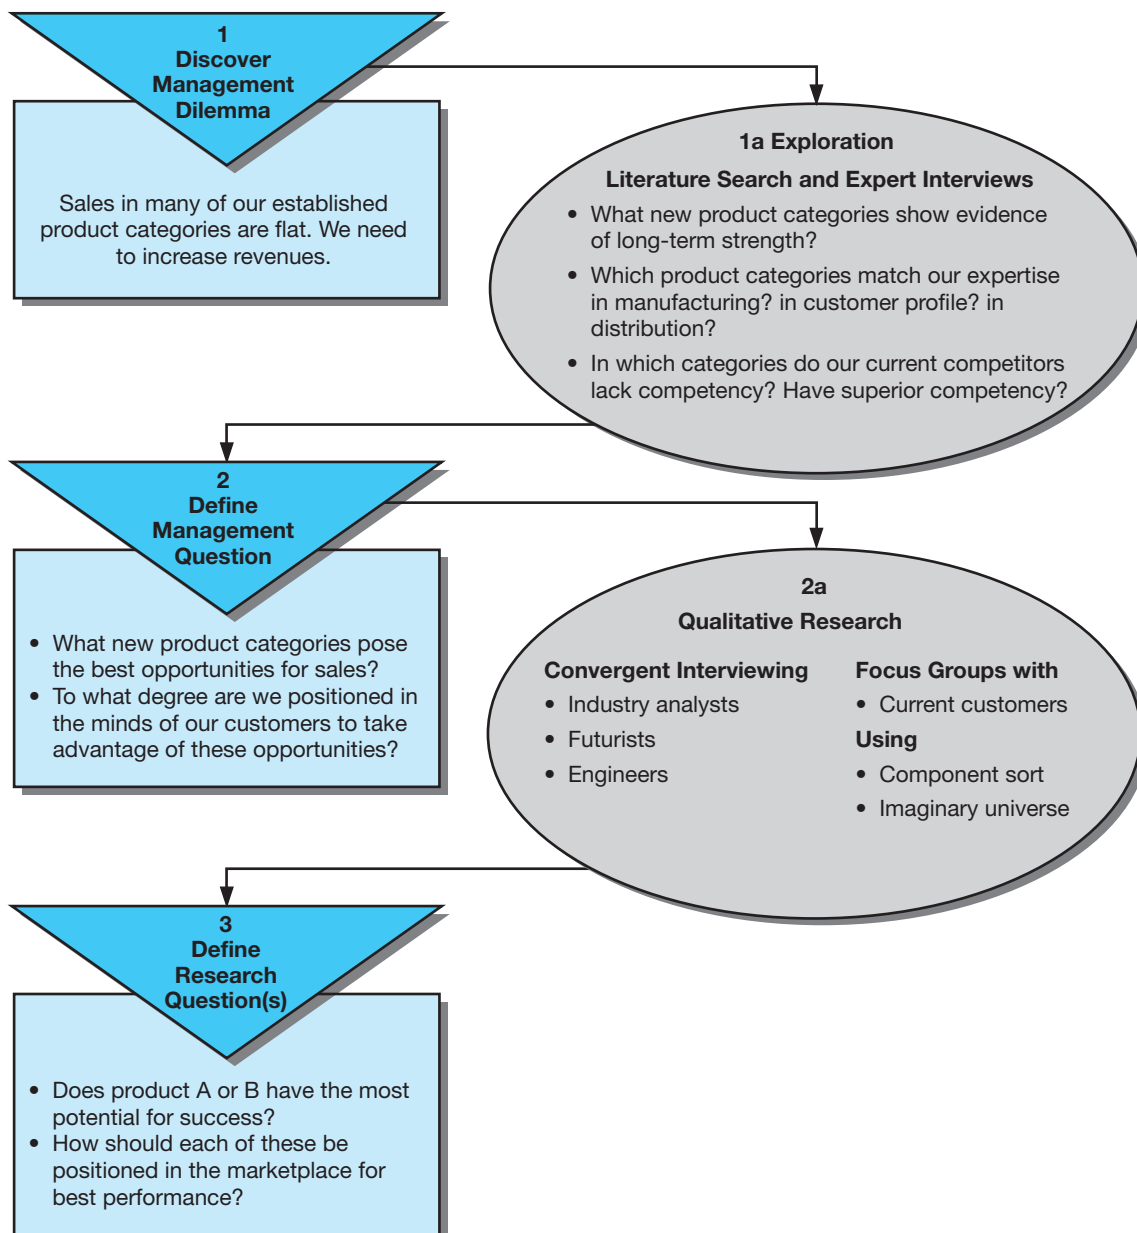 1
Discover
Management
Dilemma
Sales in many of our established
product categories are flat. We need
to increase revenues.
1a Exploration
Literature Search and Expert Interviews
• What new product categories show evidence
of long-term strength?
• Which product categories match our expertise
in manufacturing? in customer profile? in
distribution?
• In which categories do our current competitors
lack competency? Have superior competency?
2
Define
Management
Question
• What new product categories pose
the best opportunities for sales?
• To what degree are we positioned in
the minds of our customers to take
advantage of these opportunities?
2a
Qualitative Research
Convergent Interviewing
• Industry analysts
• Futurists
• Engineers
Focus Groups with
• Current customers
Using
• Component sort
• Imaginary universe
3
Define
Research
Question(s)
• Does product A or B have the most
potential for success?
• How should each of these be
positioned in the marketplace for
best performance?